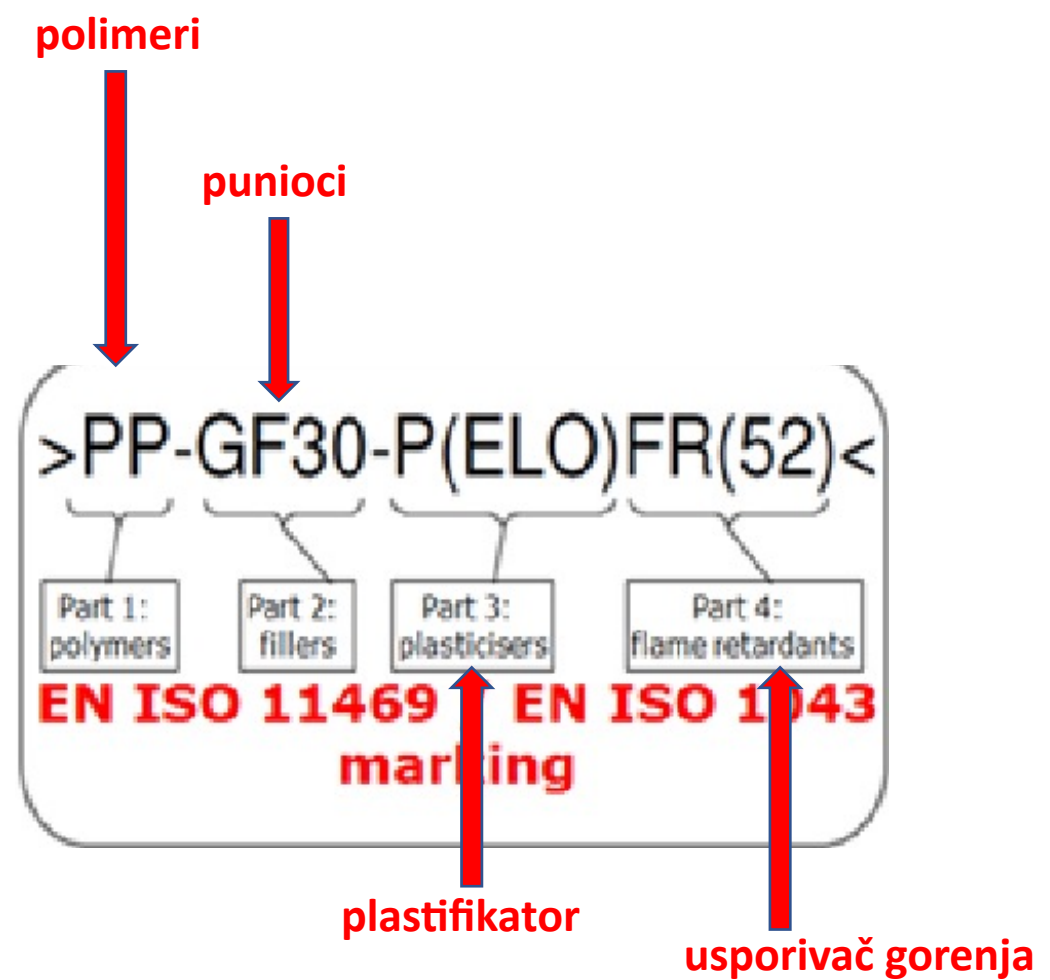 polimeri
punioci
>PP-GF30-P(ELO)FR(52)<
Part 1:
polymers
Part 2:
fillers
Part 3:
plasticisers
Part 4:
flame retardants
EN ISO 11469 EN ISO 1043
marking
plastifikator
usporivač gorenja